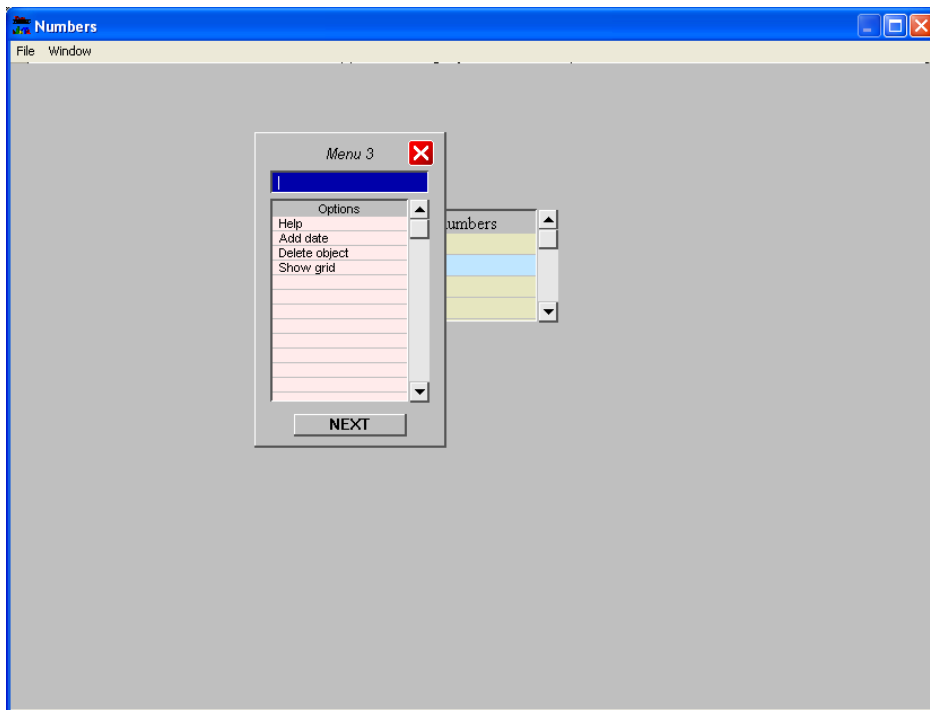 Numbers
File Window
Menu 3
Options
Help
Add date
Delete object
Show grid
umbers
NEXT